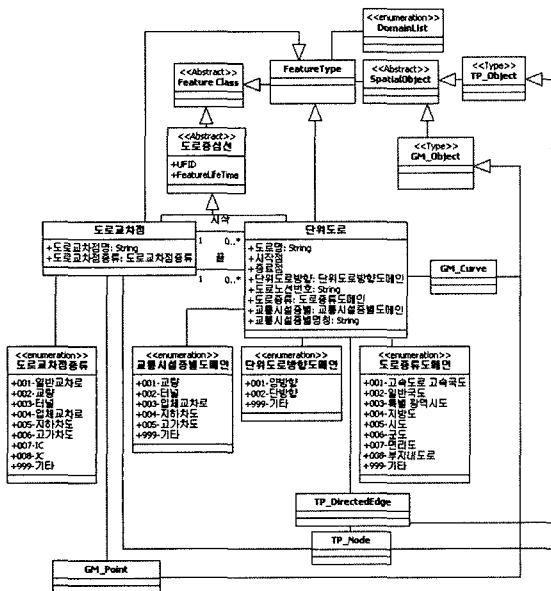 <<enumeration>>
DomainList
<<Abstract>>
Feature Class
FeatureType
<<Abstract>>
SpatialObject
<<Type>>
TP_Object
<<Abstract>>
도로중심선
+UFID
+FeatureLifeTime
<<Type>>
GM_Object
시작
도로교차점
+도로교차점명: String
+도로교차점종류: 도로교차점종류
1
0..*
끝
1
0..*
단위도로
+도로명: String
+시작점
+종료점
+단위도로방향: 단위도로방향도메인
+도로노선번호: String
+도로종류: 도로종류도메인
+교통시설종별: 교통시설종별도메인
+교통시설종별명칭: String
GM_Curve
<<enumeration>>
도로교차점종류
+001-일반교차로
+002-교량
+003-터널
+004-입체교차로
+005-지하차도
+006-고가차도
+007-IC
+008-JC
+999-기타
<<enumeration>>
교통시설종별도메인
+001-교량
+002-터널
+003-입체교차로
+004-지하차도
+005-고가차도
+999-기타
<<enumeration>>
단위도로방향도메인
+001-양방향
+002-단방향
+999-기타
<<enumeration>>
도로종류도메인
+001-고속도로 고속국도
+002-일반국도
+003-특별 광역시도
+004-지방도
+005-시도
+006-군도
+007-면리도
+008-부지내도로
+999-기타
TP_DirectedEdge
TP_Node
GM_Point